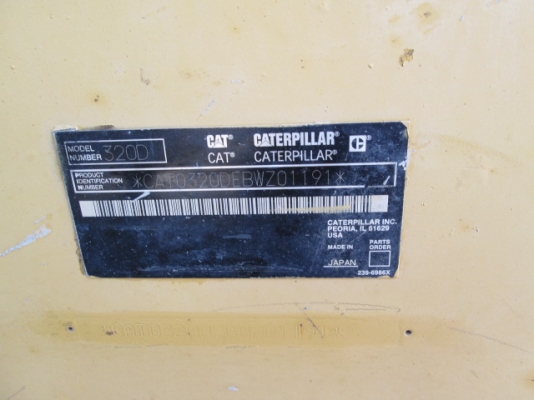 MODEL NUMBER 320D
CAT® CATERPILLAR® C
CAT® CATERPILLAR®
PRODUCT IDENTIFICATION NUMBER *CAT0320DEBWZ01191*
CATERPILLAR INC.
PEORIA, IL 61629
USA
MADE IN
PARTS ORDER
JAPAN
239-6986X